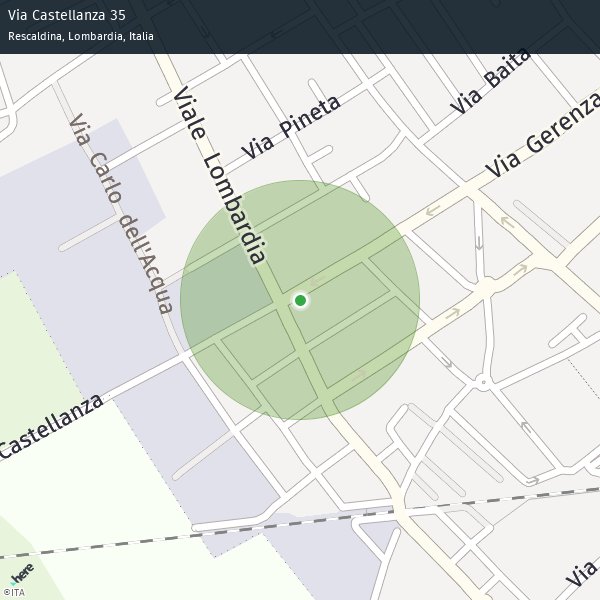 Via Castellanza 35
Rescaldina, Lombardia, Italia
Via Baita
Via Pineta
Viale Lombardia
Via Gerenza
Via Carlo dell'Acqua
Castellanza
Via
here
©ITA